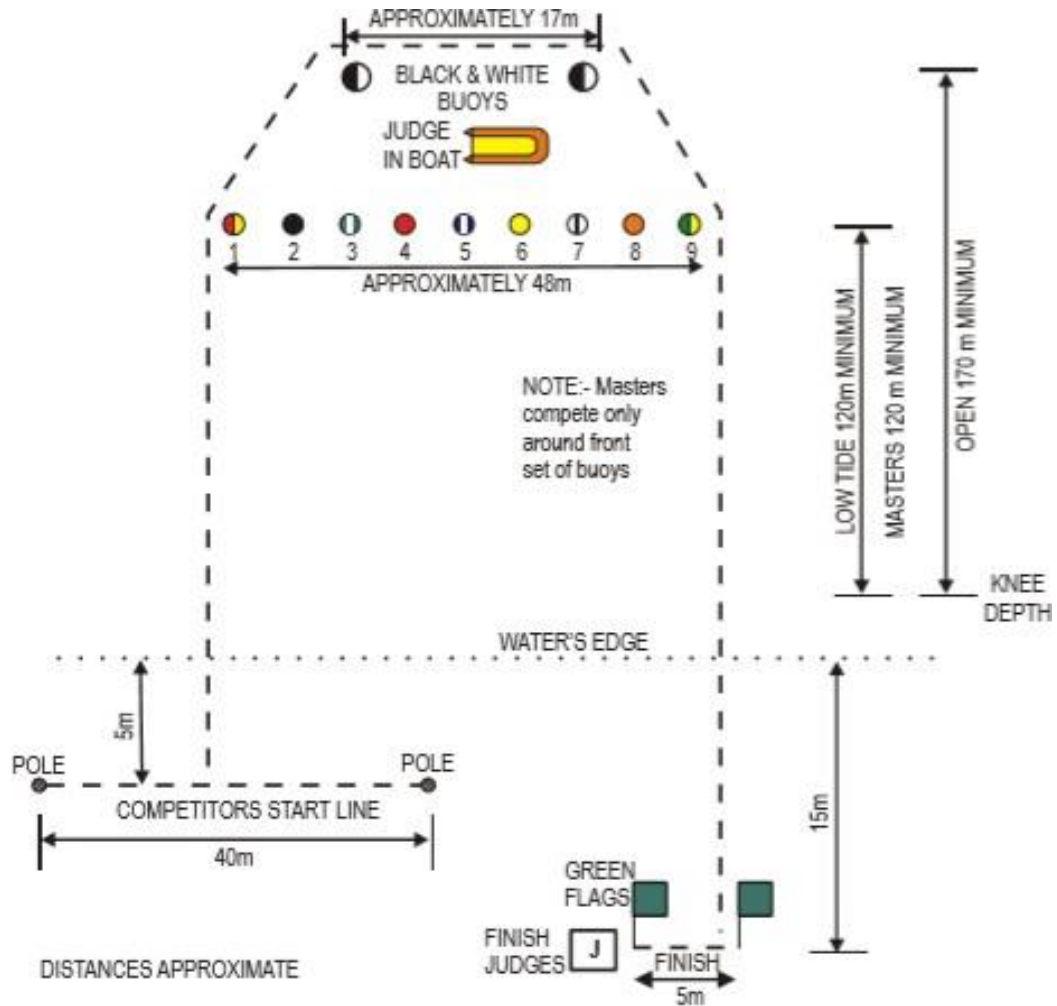 APPROXIMATELY 17m
BLACK & WHITE
BUOYS
JUDGE
IN BOAT
1 2 3 4 5 6 7 8 9
APPROXIMATELY 48m
NOTE:- Masters
compete only
around front
set of buoys
LOW TIDE 120m MINIMUM
MASTERS 120 m MINIMUM
OPEN 170 m MINIMUM
KNEE
DEPTH
WATER'S EDGE
5m
15m
POLE
POLE
COMPETITORS START LINE
40m
GREEN
FLAGS
FINISH
JUDGES
J
FINISH
5m
DISTANCES APPROXIMATE